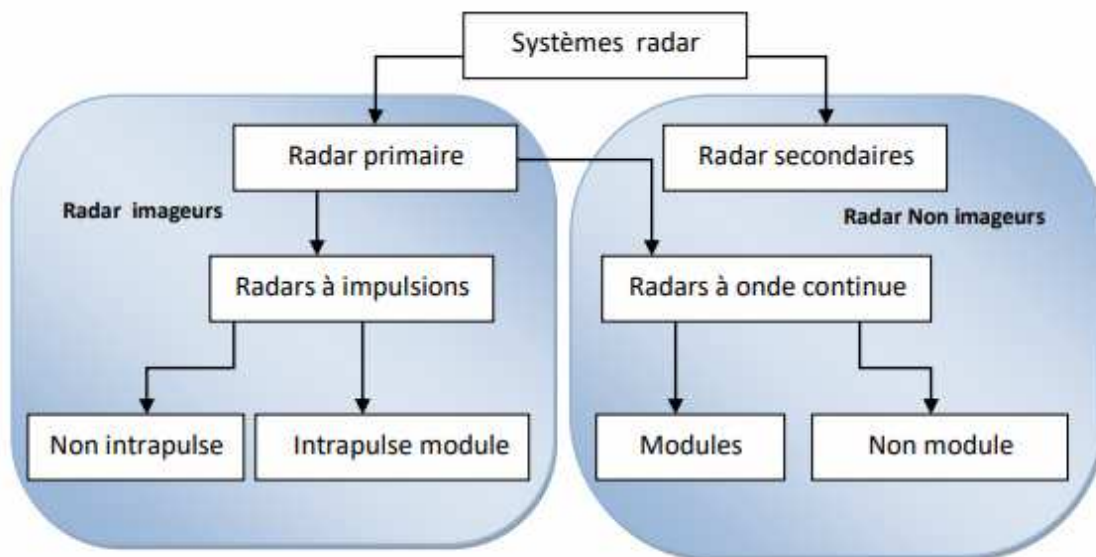 Systèmes radar
Radar primaire
Radar secondaires
Radar imageurs
Radar Non imageurs
Radars à impulsions
Radars à onde continue
Non intrapulse
Intrapulse module
Modules
Non module